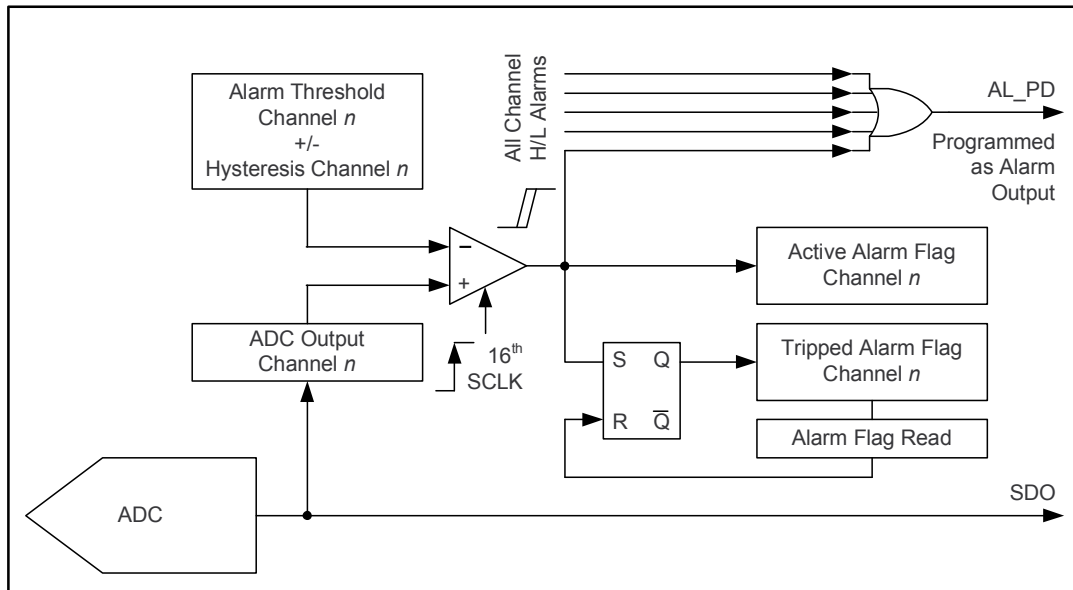 Alarm Threshold
Channel n
+/-
Hysteresis Channel n
All Channel
H/L Alarms
AL_PD
Programmed
as Alarm
Output
−
+
16th
SCLK
Active Alarm Flag
Channel n
ADC Output
Channel n
S Q
R Q̅
Tripped Alarm Flag
Channel n
Alarm Flag Read
ADC
SDO